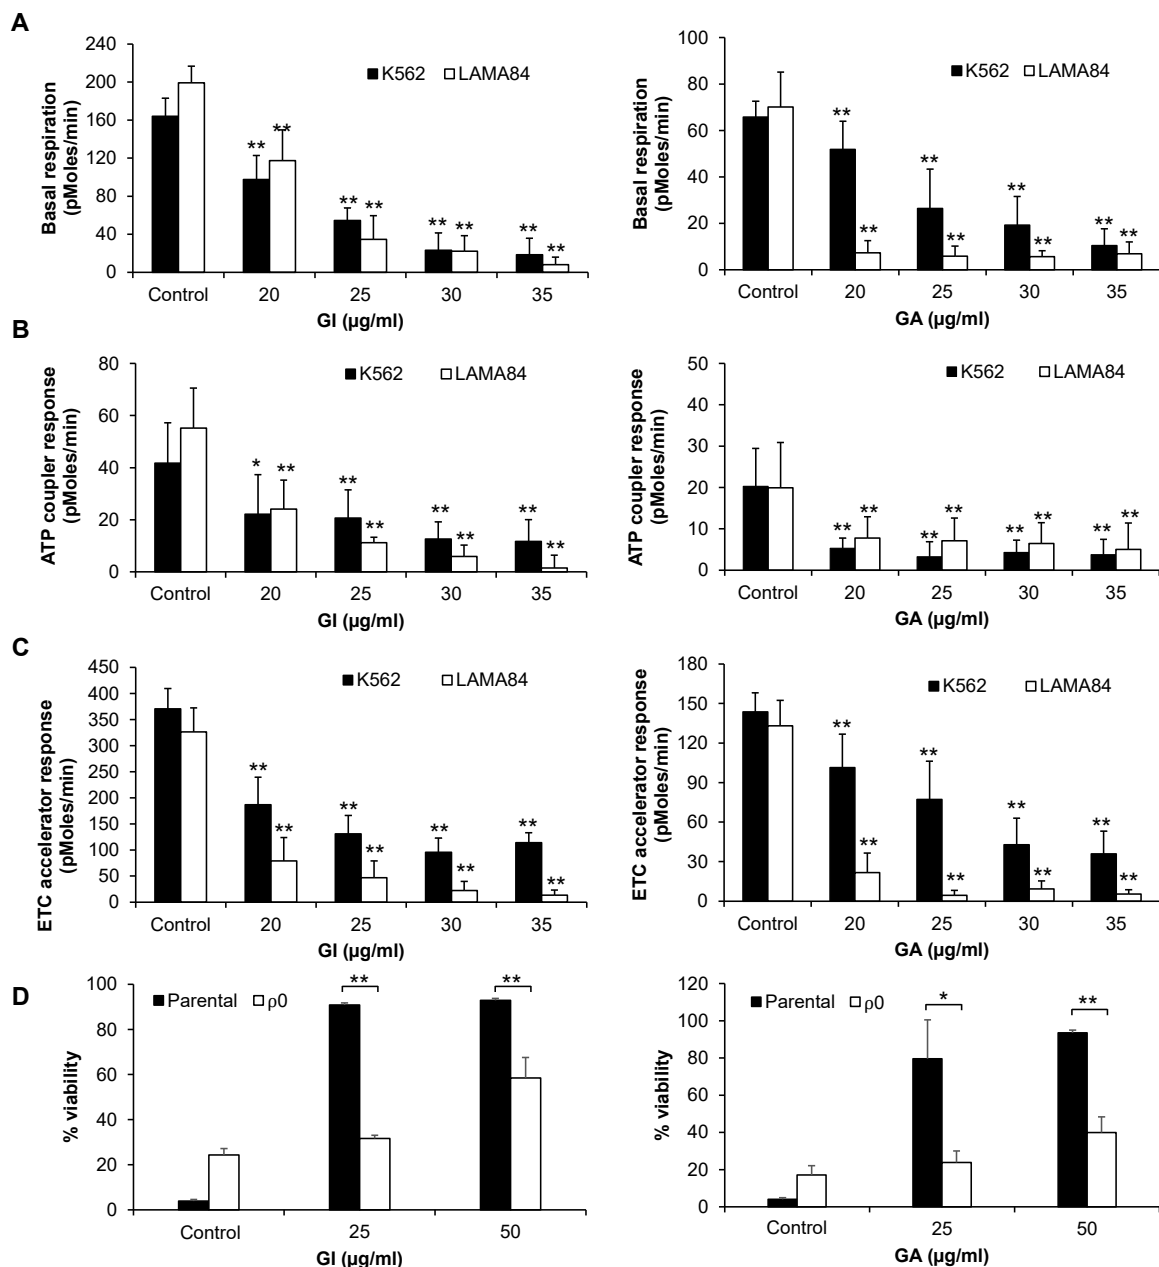 A
Basal respiration
(pMoles/min)
240
200
160
120
80
40
0
K562 LAMA84
** ** ** ** ** ** ** **
Control 20 25 30 35
GI (µg/ml)
Basal respiration
(pMoles/min)
100
80
60
40
20
0
K562 LAMA84
** ** ** ** ** ** ** **
Control 20 25 30 35
GA (µg/ml)
B
ATP coupler response
(pMoles/min)
80
60
40
20
0
K562 LAMA84
* ** ** ** ** ** ** **
Control 20 25 30 35
GI (µg/ml)
ATP coupler response
(pMoles/min)
50
40
30
20
10
0
K562 LAMA84
** ** ** ** ** ** ** **
Control 20 25 30 35
GA (µg/ml)
C
ETC accelerator response
(pMoles/min)
450
400
350
300
250
200
150
100
50
0
K562 LAMA84
** ** ** ** ** ** ** **
Control 20 25 30 35
GI (µg/ml)
ETC accelerator response
(pMoles/min)
180
150
120
90
60
30
0
K562 LAMA84
** ** ** ** ** ** ** **
Control 20 25 30 35
GA (µg/ml)
D
% viability
100
80
60
40
20
0
Parental ρ0
** **
Control 25 50
GI (µg/ml)
% viability
120
100
80
60
40
20
0
Parental ρ0
* **
Control 25 50
GA (µg/ml)